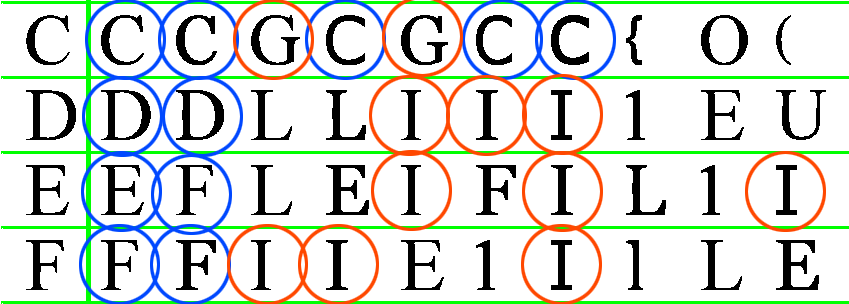 C C C G C G C C { O (
D D D L L I I I 1 E U
E E F L E I F I L 1 I
F F F I I E 1 I l L E